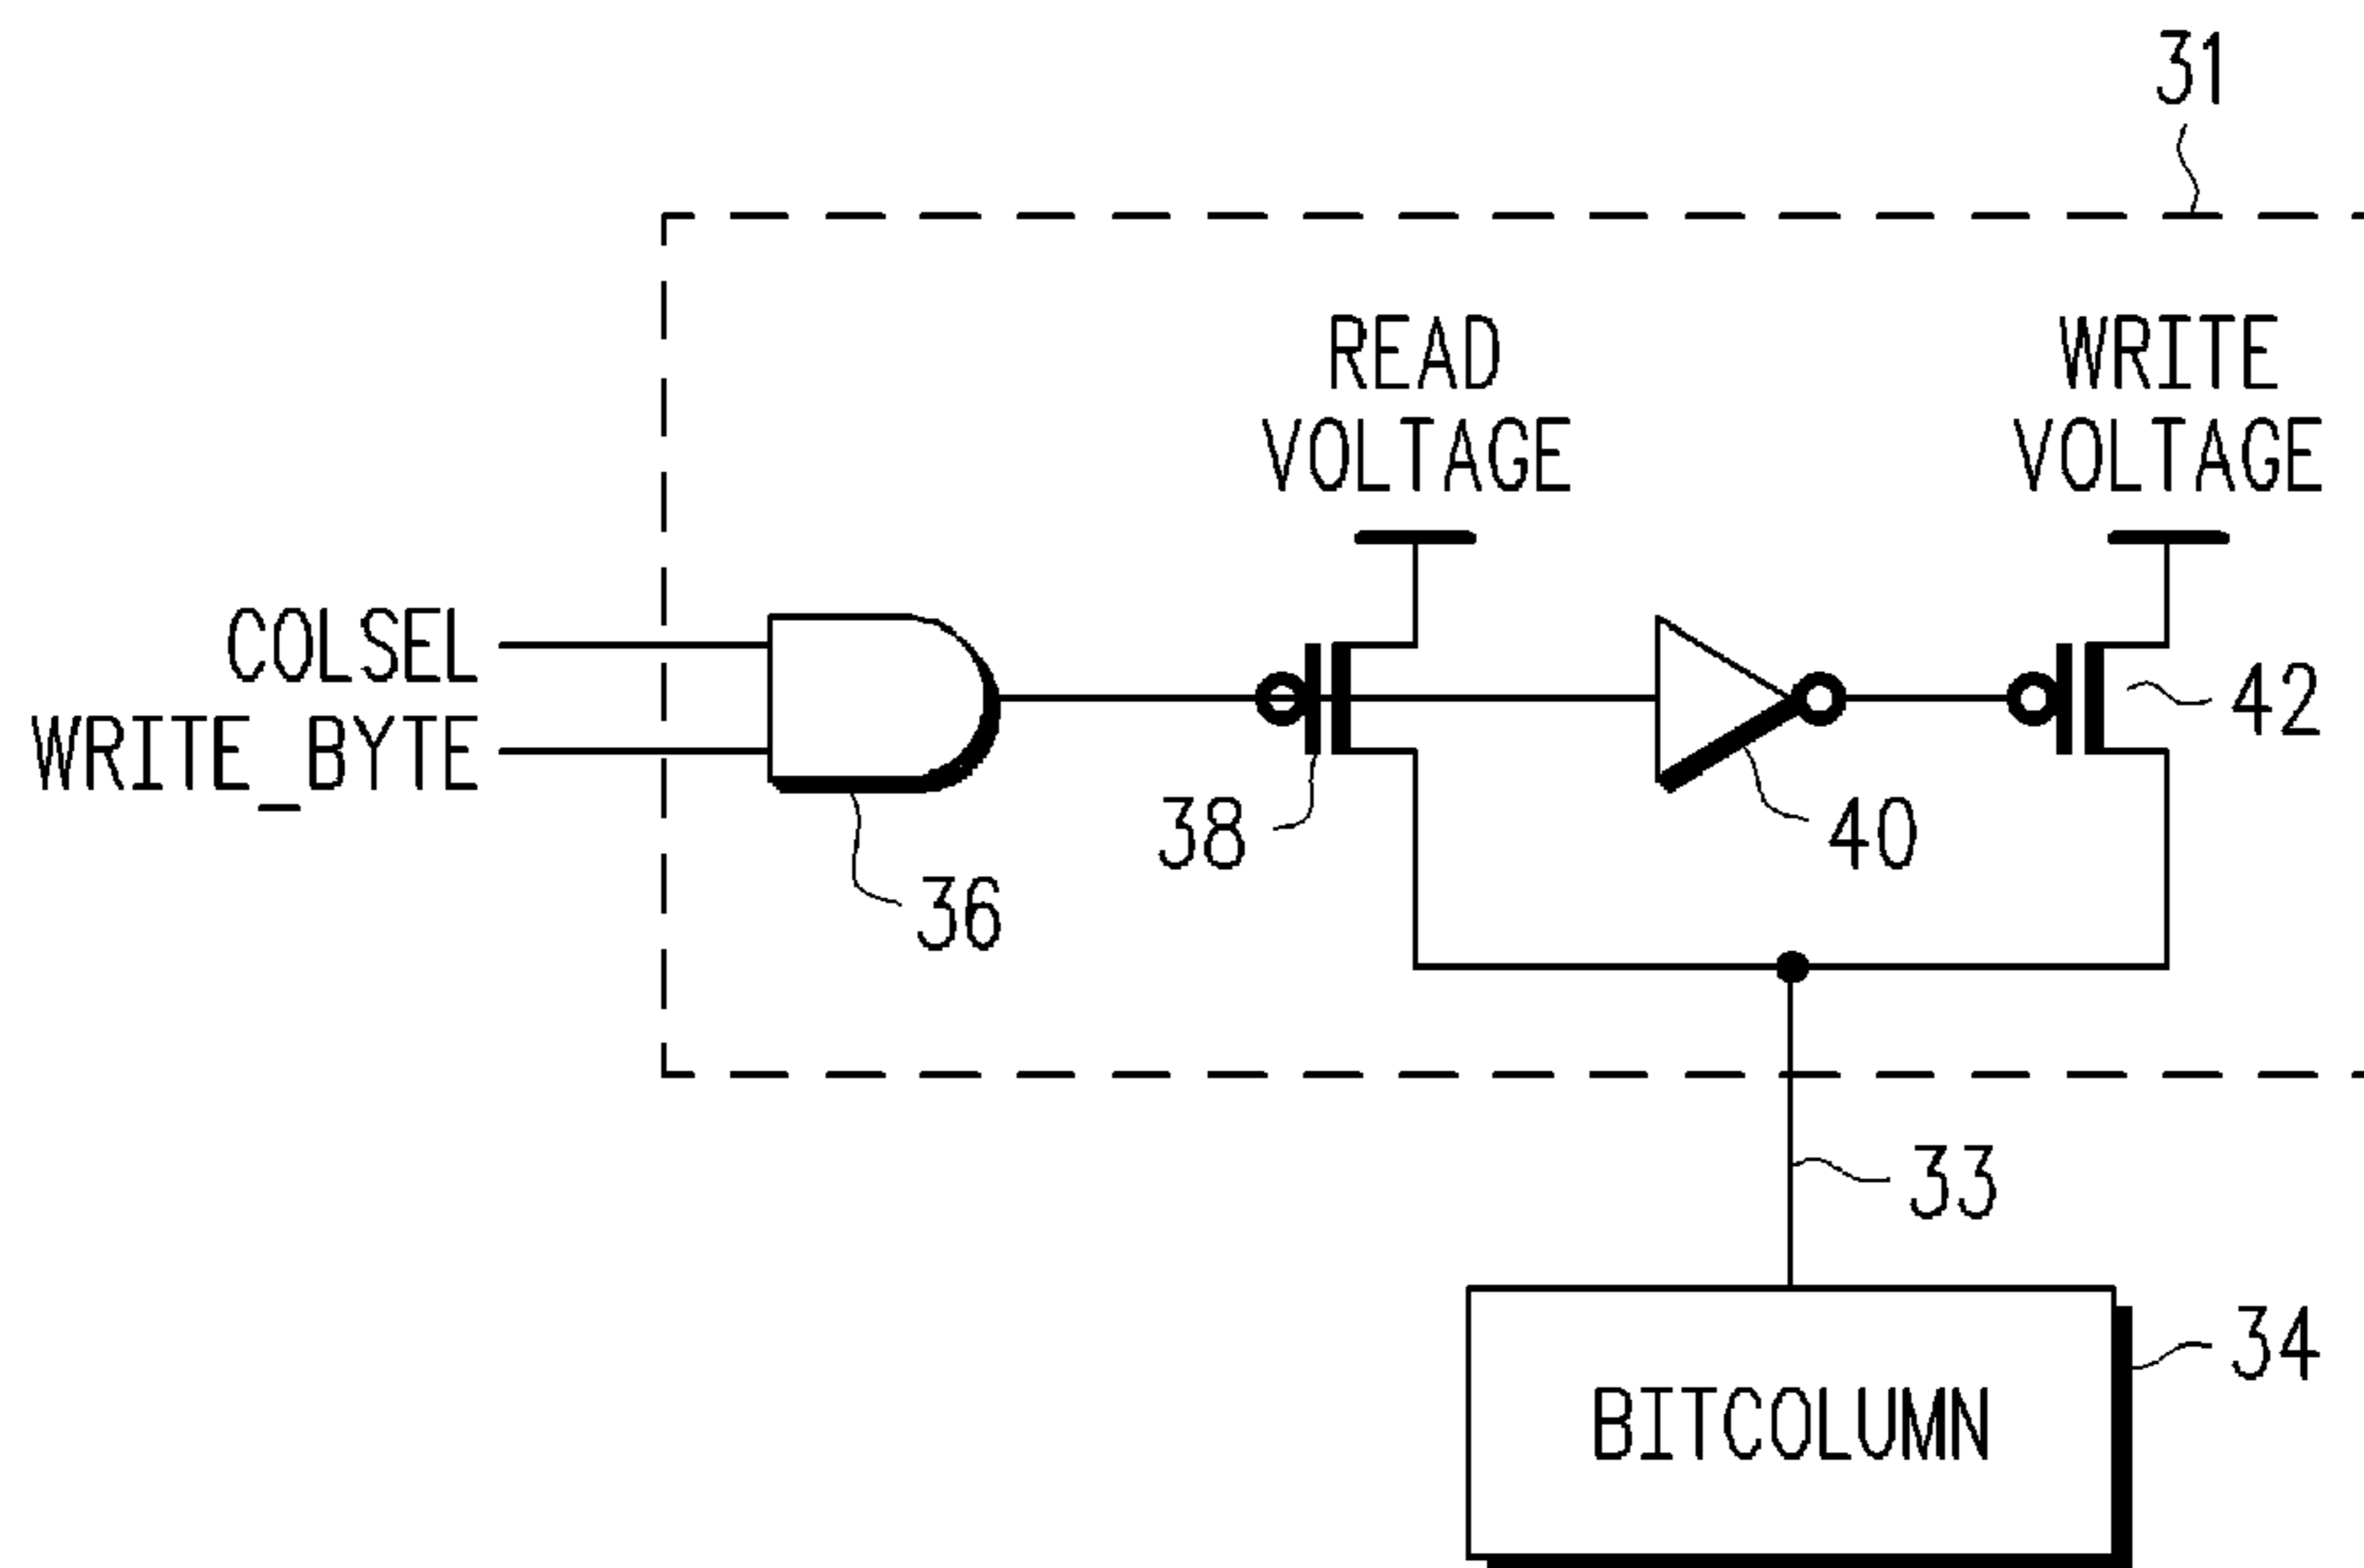 31
READ
VOLTAGE
WRITE
VOLTAGE
COLSEL
WRITE_BYTE
42
38
40
36
33
34
BITCOLUMN